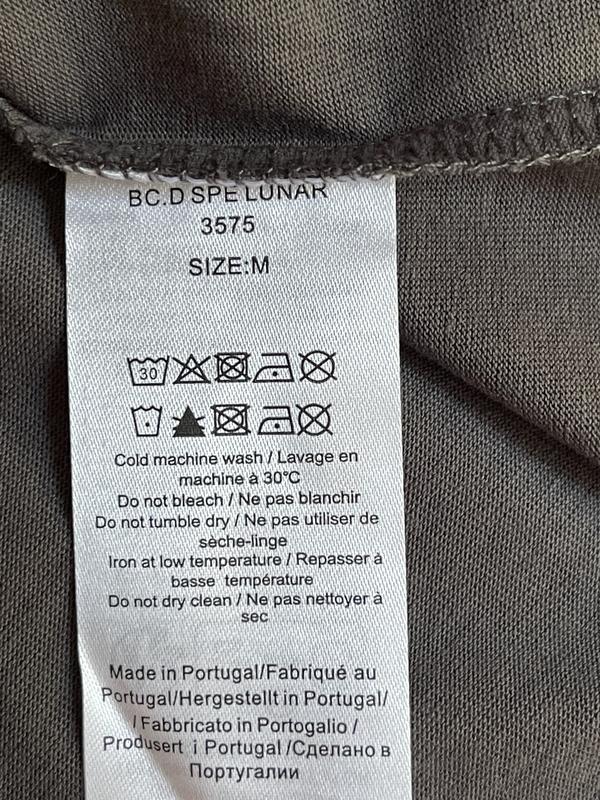 BC.D SPE LUNAR
3575
SIZE:M
30
Cold machine wash / Lavage en
machine à 30°C
Do not bleach / Ne pas blanchir
Do not tumble dry / Ne pas utiliser de
sèche-linge
Iron at low temperature / Repasser à
basse température
Do not dry clean / Ne pas nettoyer à
sec
Made in Portugal/Fabriqué au
Portugal/Hergestellt in Portugal/
/ Fabbricato in Portogalio /
Produsert i Portugal /Сделано в
Португалии